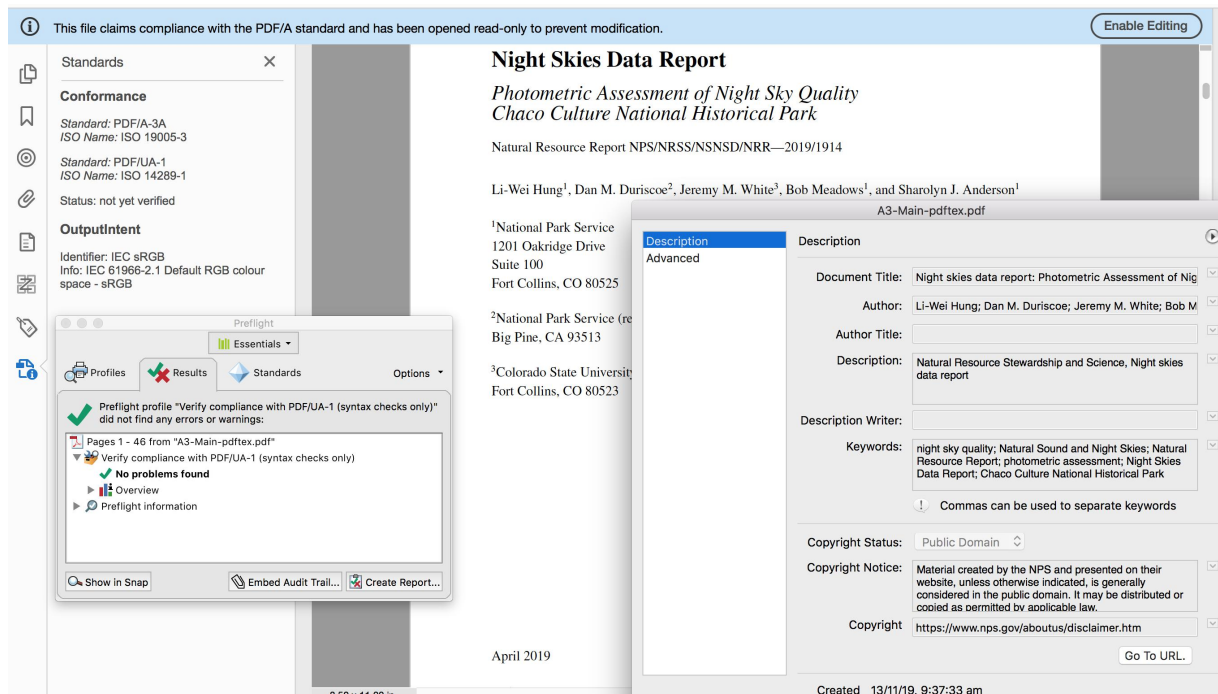 This file claims compliance with the PDF/A standard and has been opened read-only to prevent modification.
Enable Editing
Standards
Conformance
Standard: PDF/A-3A
ISO Name: ISO 19005-3
Standard: PDF/UA-1
ISO Name: ISO 14289-1
Status: not yet verified
OutputIntent
Identifier: IEC sRGB
Info: IEC 61966-2.1 Default RGB colour
space - sRGB
Preflight
Essentials
Profiles
Results
Standards
Options
Preflight profile "Verify compliance with PDF/UA-1 (syntax checks only)"
did not find any errors or warnings:
Pages 1 - 46 from "A3-Main-pdftex.pdf"
Verify compliance with PDF/UA-1 (syntax checks only)
No problems found
Overview
Preflight information
Show in Snap
Embed Audit Trail...
Create Report...
Night Skies Data Report
Photometric Assessment of Night Sky Quality
Chaco Culture National Historical Park
Natural Resource Report NPS/NRSS/NSNSD/NRR—2019/1914
Li-Wei Hung1, Dan M. Duriscoe2, Jeremy M. White3, Bob Meadows1, and Sharolyn J. Anderson1
1National Park Service
1201 Oakridge Drive
Suite 100
Fort Collins, CO 80525
2National Park Service (re
Big Pine, CA 93513
3Colorado State University
Fort Collins, CO 80523
April 2019
A3-Main-pdftex.pdf
Description
Advanced
Description
Document Title: Night skies data report: Photometric Assessment of Nig
Author: Li-Wei Hung; Dan M. Duriscoe; Jeremy M. White; Bob M
Author Title:
Description: Natural Resource Stewardship and Science, Night skies
data report
Description Writer:
Keywords: night sky quality; Natural Sound and Night Skies; Natural
Resource Report; photometric assessment; Night Skies
Data Report; Chaco Culture National Historical Park
Commas can be used to separate keywords
Copyright Status: Public Domain
Copyright Notice: Material created by the NPS and presented on their
website, unless otherwise indicated, is generally
considered in the public domain. It may be distributed or
copied as permitted by applicable law.
Copyright https://www.nps.gov/aboutus/disclaimer.htm
Go To URL.
Created 13/11/19, 9:37:33 am